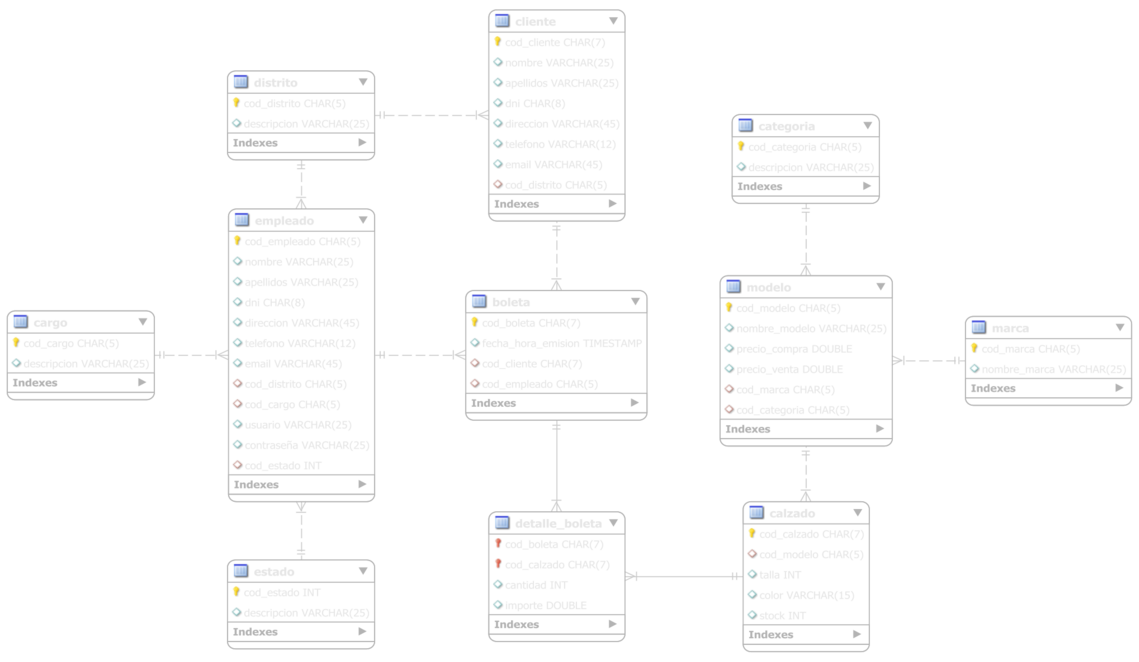 cliente
cod_cliente CHAR(7)
nombre VARCHAR(25)
apellidos VARCHAR(25)
dni CHAR(8)
direccion VARCHAR(45)
telefono VARCHAR(12)
email VARCHAR(45)
cod_distrito CHAR(5)
Indexes
distrito
cod_distrito CHAR(5)
descripcion VARCHAR(25)
Indexes
categoria
cod_categoria CHAR(5)
descripcion VARCHAR(25)
Indexes
empleado
cod_empleado CHAR(5)
nombre VARCHAR(25)
apellidos VARCHAR(25)
dni CHAR(8)
direccion VARCHAR(45)
telefono VARCHAR(12)
email VARCHAR(45)
cod_distrito CHAR(5)
cod_cargo CHAR(5)
usuario VARCHAR(25)
contraseña VARCHAR(25)
cod_estado INT
Indexes
cargo
cod_cargo CHAR(5)
descripcion VARCHAR(25)
Indexes
boleta
cod_boleta CHAR(7)
fecha_hora_emision TIMESTAMP
cod_cliente CHAR(7)
cod_empleado CHAR(5)
Indexes
modelo
cod_modelo CHAR(5)
nombre_modelo VARCHAR(25)
precio_compra DOUBLE
precio_venta DOUBLE
cod_marca CHAR(5)
cod_categoria CHAR(5)
Indexes
marca
cod_marca CHAR(5)
nombre_marca VARCHAR(25)
Indexes
estado
cod_estado INT
descripcion VARCHAR(25)
Indexes
detalle_boleta
cod_boleta CHAR(7)
cod_calzado CHAR(7)
cantidad INT
importe DOUBLE
Indexes
calzado
cod_calzado CHAR(7)
cod_modelo CHAR(5)
talla INT
color VARCHAR(15)
stock INT
Indexes